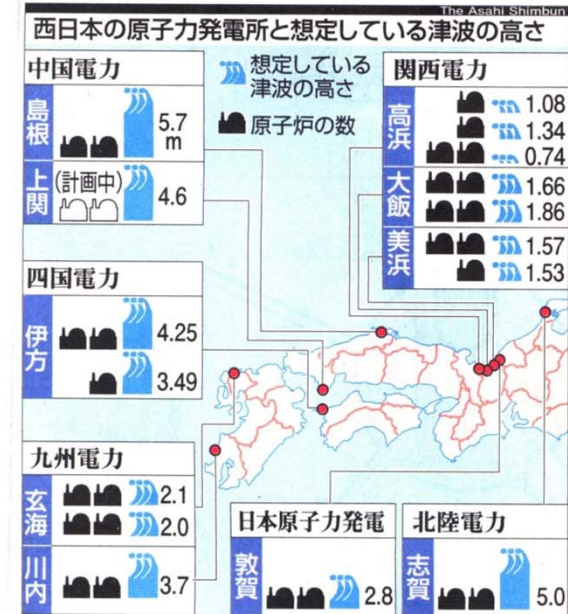 The Asahi Shimbun
西日本の原子力発電所と想定している津波の高さ
中国電力
島根
5.7
m
上関
(計画中)
4.6
想定している
津波の高さ
原子炉の数
関西電力
高浜
1.08
1.34
0.74
大飯
1.66
1.86
美浜
1.57
1.53
四国電力
伊方
4.25
3.49
九州電力
玄海
2.1
2.0
川内
3.7
日本原子力発電
敦賀
2.8
北陸電力
志賀
5.0